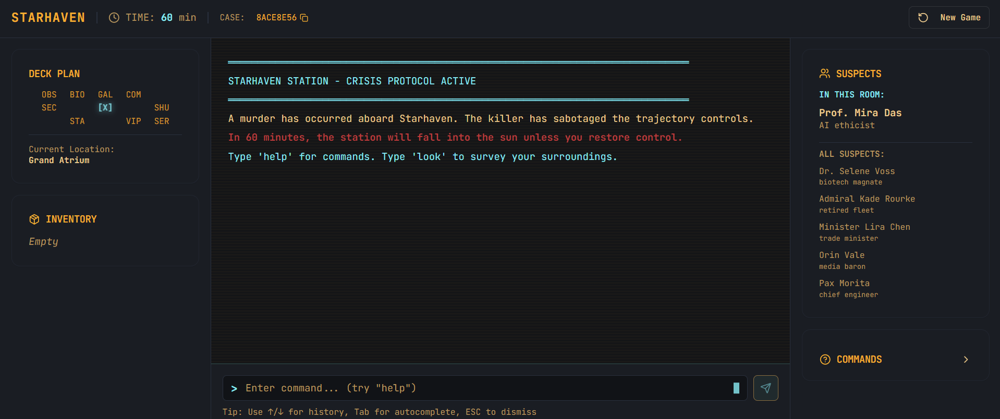 STARHAVEN
TIME: 60 min
CASE: 8ACE8E56
New Game
DECK PLAN
OBS BIO GAL COM
SEC [X] SHU
STA VIP SER
Current Location:
Grand Atrium
INVENTORY
Empty
STARHAVEN STATION - CRISIS PROTOCOL ACTIVE
A murder has occurred aboard Starhaven. The killer has sabotaged the trajectory controls.
In 60 minutes, the station will fall into the sun unless you restore control.
Type 'help' for commands. Type 'look' to survey your surroundings.
> Enter command... (try "help")
Tip: Use ↑/↓ for history, Tab for autocomplete, ESC to dismiss
SUSPECTS
IN THIS ROOM:
Prof. Mira Das
AI ethicist
ALL SUSPECTS:
Dr. Selene Voss
biotech magnate
Admiral Kade Rourke
retired fleet
Minister Lira Chen
trade minister
Orin Vale
media baron
Pax Morita
chief engineer
COMMANDS